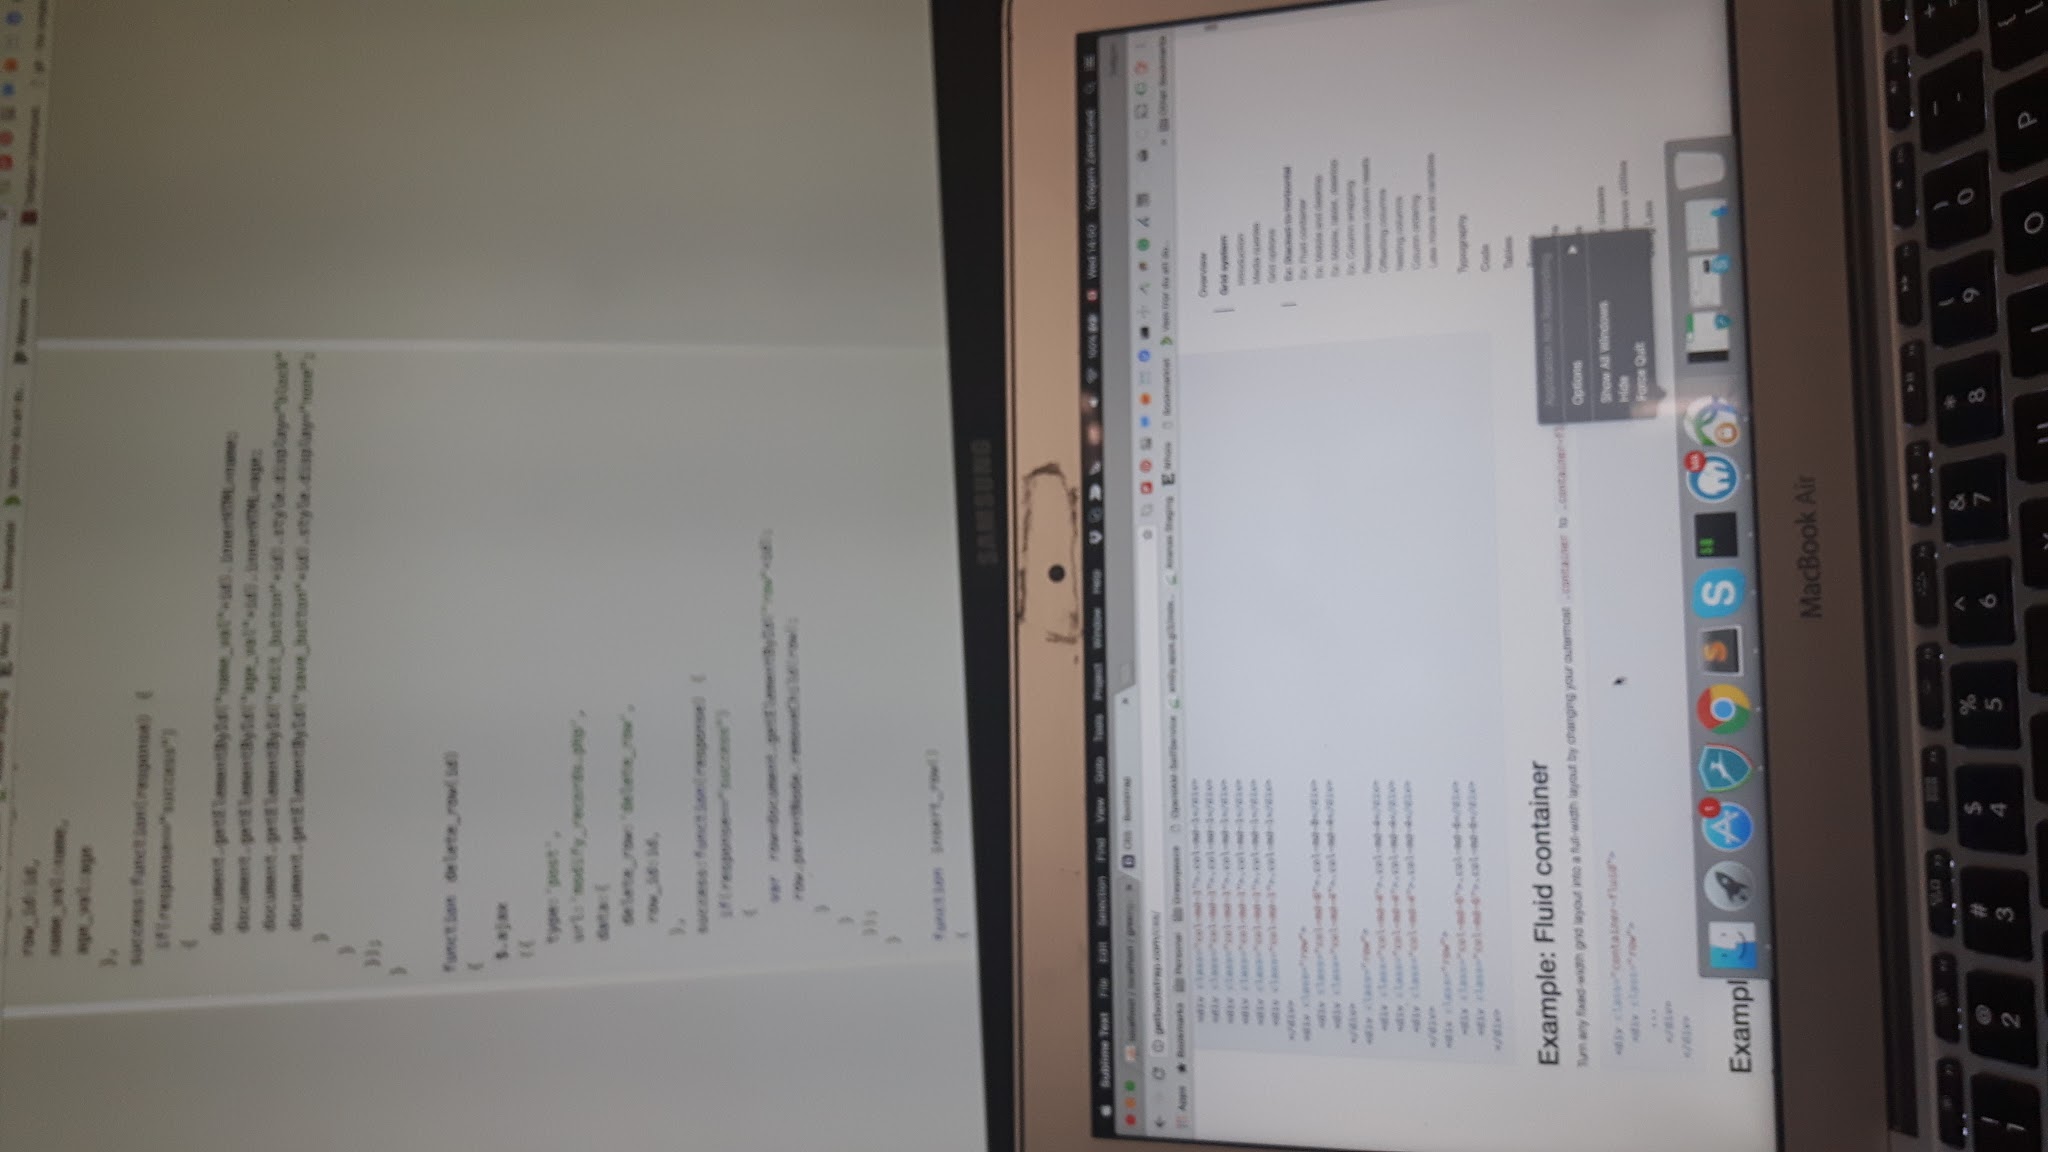 row_id:id,
name_val:name,
age_val:age
},
success:function(response) {
if(response=="success")
{
document.getElementById("name_val"+id).innerHTML=name;
document.getElementById("age_val"+id).innerHTML=age;
document.getElementById("edit_button"+id).style.display="block"
document.getElementById("save_button"+id).style.display="none";
}
}
});
}
function delete_row(id)
{
$.ajax
({
type:'post',
url:'modify_records.php',
data:{
delete_row:'delete_row',
row_id:id,
},
success:function(response) {
if(response=="success")
{
var row=document.getElementById("row"+id);
row.parentNode.removeChild(row);
}
}
});
}
function insert_row()
{
SAMSUNG
Sublime Text File Edit Selection Find View Goto Tools Project Window Help 100% Wed 14:50 Torbjorn Zetterlund
localhost / localhost / CSS · Bootstrap
getbootstrap.com/css/
Apps Bookmarks Personal Greenpeace Ananas Staging Whois Bookmarklet Vem tror du att du... » Other Bookmarks
<div class="col-md-1">.col-md-1</div>
<div class="col-md-1">.col-md-1</div>
<div class="col-md-1">.col-md-1</div>
<div class="col-md-1">.col-md-1</div>
<div class="col-md-1">.col-md-1</div>
<div class="col-md-1">.col-md-1</div>
</div>
<div class="row">
<div class="col-md-8">.col-md-8</div>
<div class="col-md-4">.col-md-4</div>
</div>
<div class="row">
<div class="col-md-4">.col-md-4</div>
<div class="col-md-4">.col-md-4</div>
<div class="col-md-4">.col-md-4</div>
</div>
<div class="row">
<div class="col-md-6">.col-md-6</div>
<div class="col-md-6">.col-md-6</div>
</div>
Example: Fluid container
Turn any fixed-width grid layout into a full-width layout by changing your outermost .container to .container-fl
<div class="container-fluid">
<div class="row">
...
</div>
</div>
Exampl
Overview
Grid system
Introduction
Media queries
Grid options
Ex: Stacked-to-horizontal
Ex: Fluid container
Ex: Mobile and desktop
Ex: Mobile, tablet, desktop
Ex: Column wrapping
Responsive column resets
Offsetting columns
Nesting columns
Column ordering
Less mixins and variables
Typography
Code
Tables
Application Not Responding
Options
Show All Windows
Hide
Force Quit
classes
utilities
Less
1
S
S
MacBook Air
! @ # $ % ^ & * ( ) _ +
1 2 3 4 5 6 7 8 9 0 -
U I O P { [